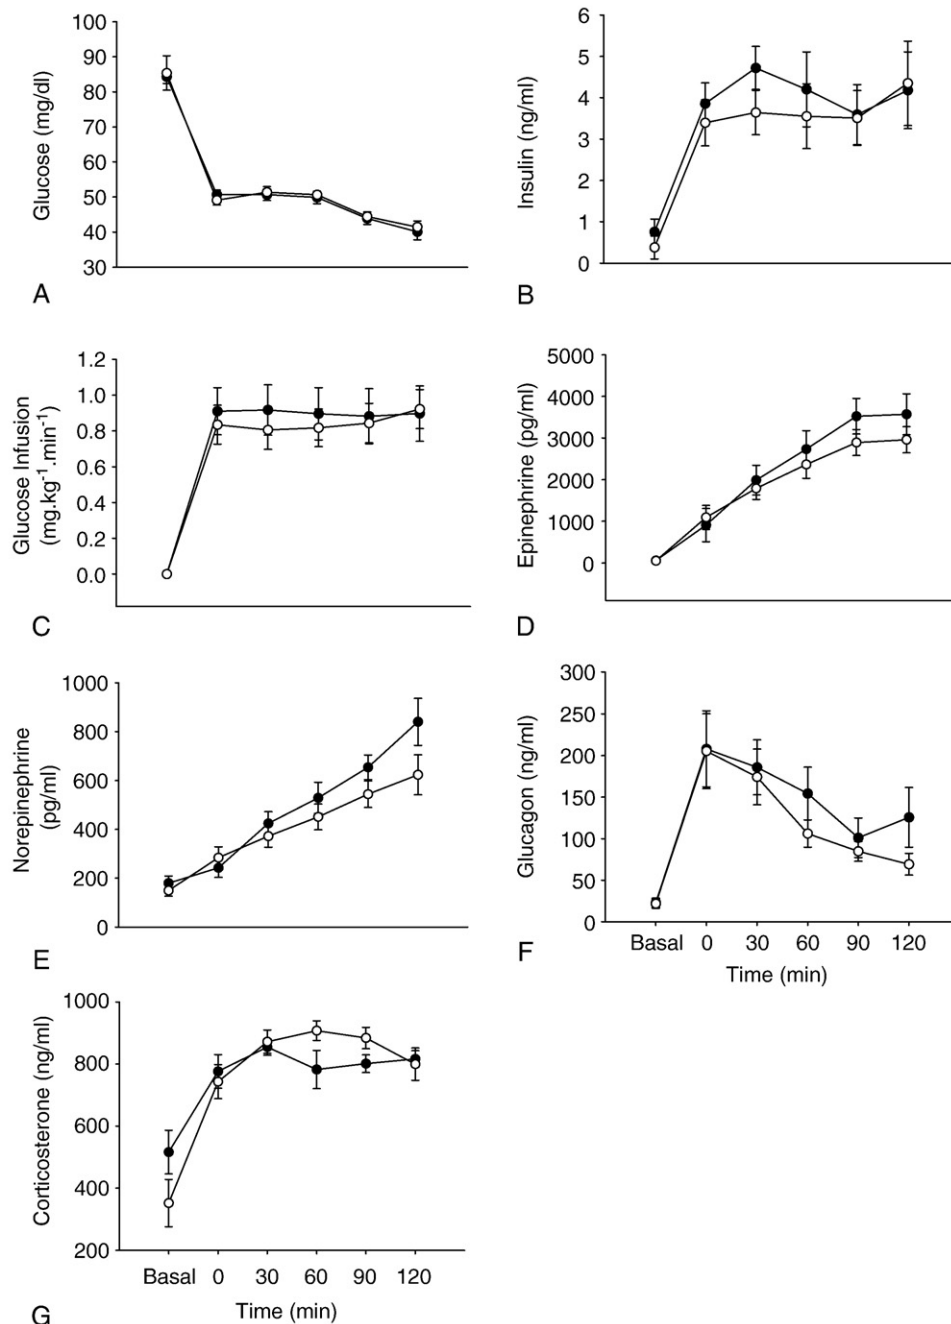 Glucose (mg/dl)
100
90
80
70
60
50
40
30
A
Insulin (ng/ml)
6
5
4
3
2
1
0
B
Glucose Infusion
(mg.kg⁻¹.min⁻¹)
1.2
1.0
0.8
0.6
0.4
0.2
0.0
C
Epinephrine (pg/ml)
5000
4000
3000
2000
1000
0
D
Norepinephrine
(pg/ml)
1000
800
600
400
200
0
E
Glucagon (ng/ml)
300
250
200
150
100
50
0
Basal 0 30 60 90 120
Time (min)
F
Corticosterone (ng/ml)
1000
800
600
400
200
Basal 0 30 60 90 120
Time (min)
G